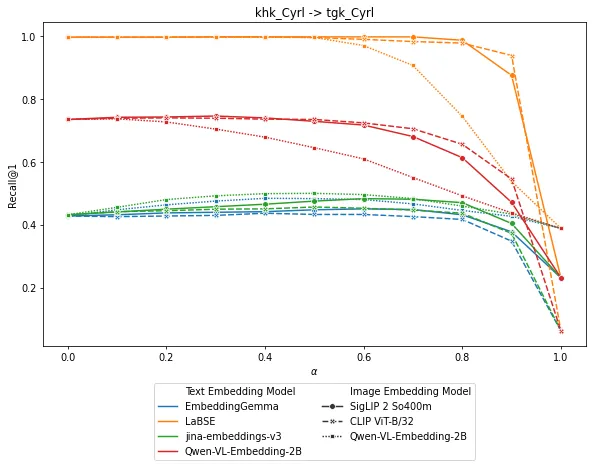 khk_Cyrl -> tgk_Cyrl
Recall@1
1.0
0.8
0.6
0.4
0.2
0.0 0.2 0.4 0.6 0.8 1.0
α
Text Embedding Model Image Embedding Model
EmbeddingGemma SigLIP 2 So400m
LaBSE CLIP ViT-B/32
jina-embeddings-v3 Qwen-VL-Embedding-2B
Qwen-VL-Embedding-2B